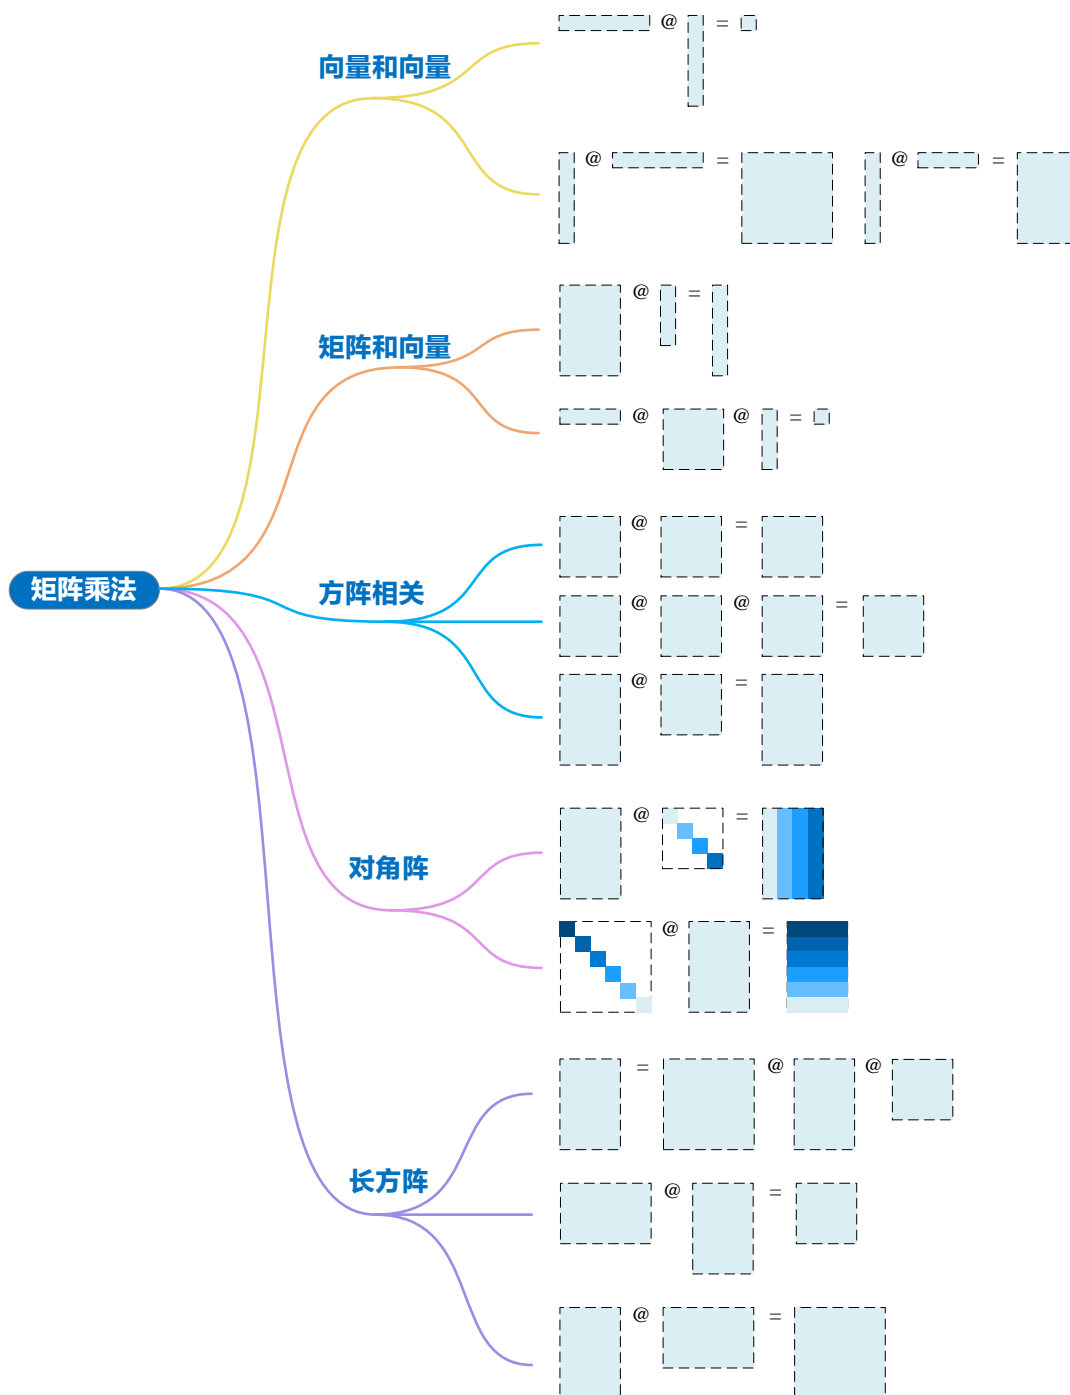 @ =
向量和向量
@ = @ =
@ =
矩阵和向量
@ @ =
@ =
矩阵乘法
方阵相关
@ @ =
@ =
@ =
对角阵
@ =
= @ @
长方阵
@ =
@ =